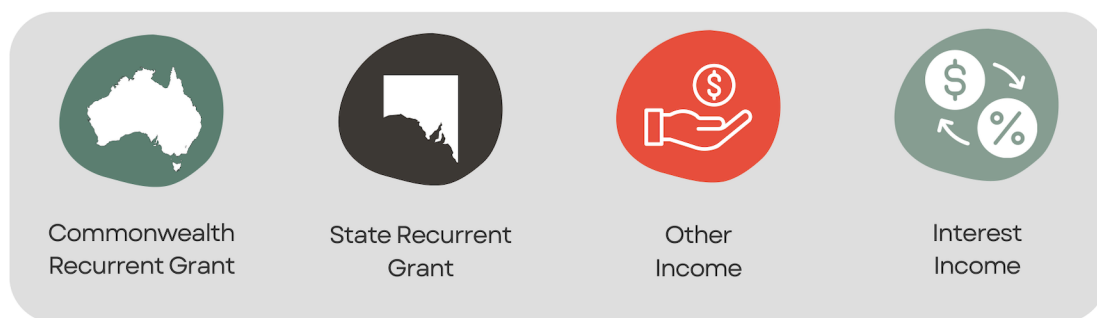 $
$
%
Commonwealth
Recurrent Grant
State Recurrent
Grant
Other
Income
Interest
Income